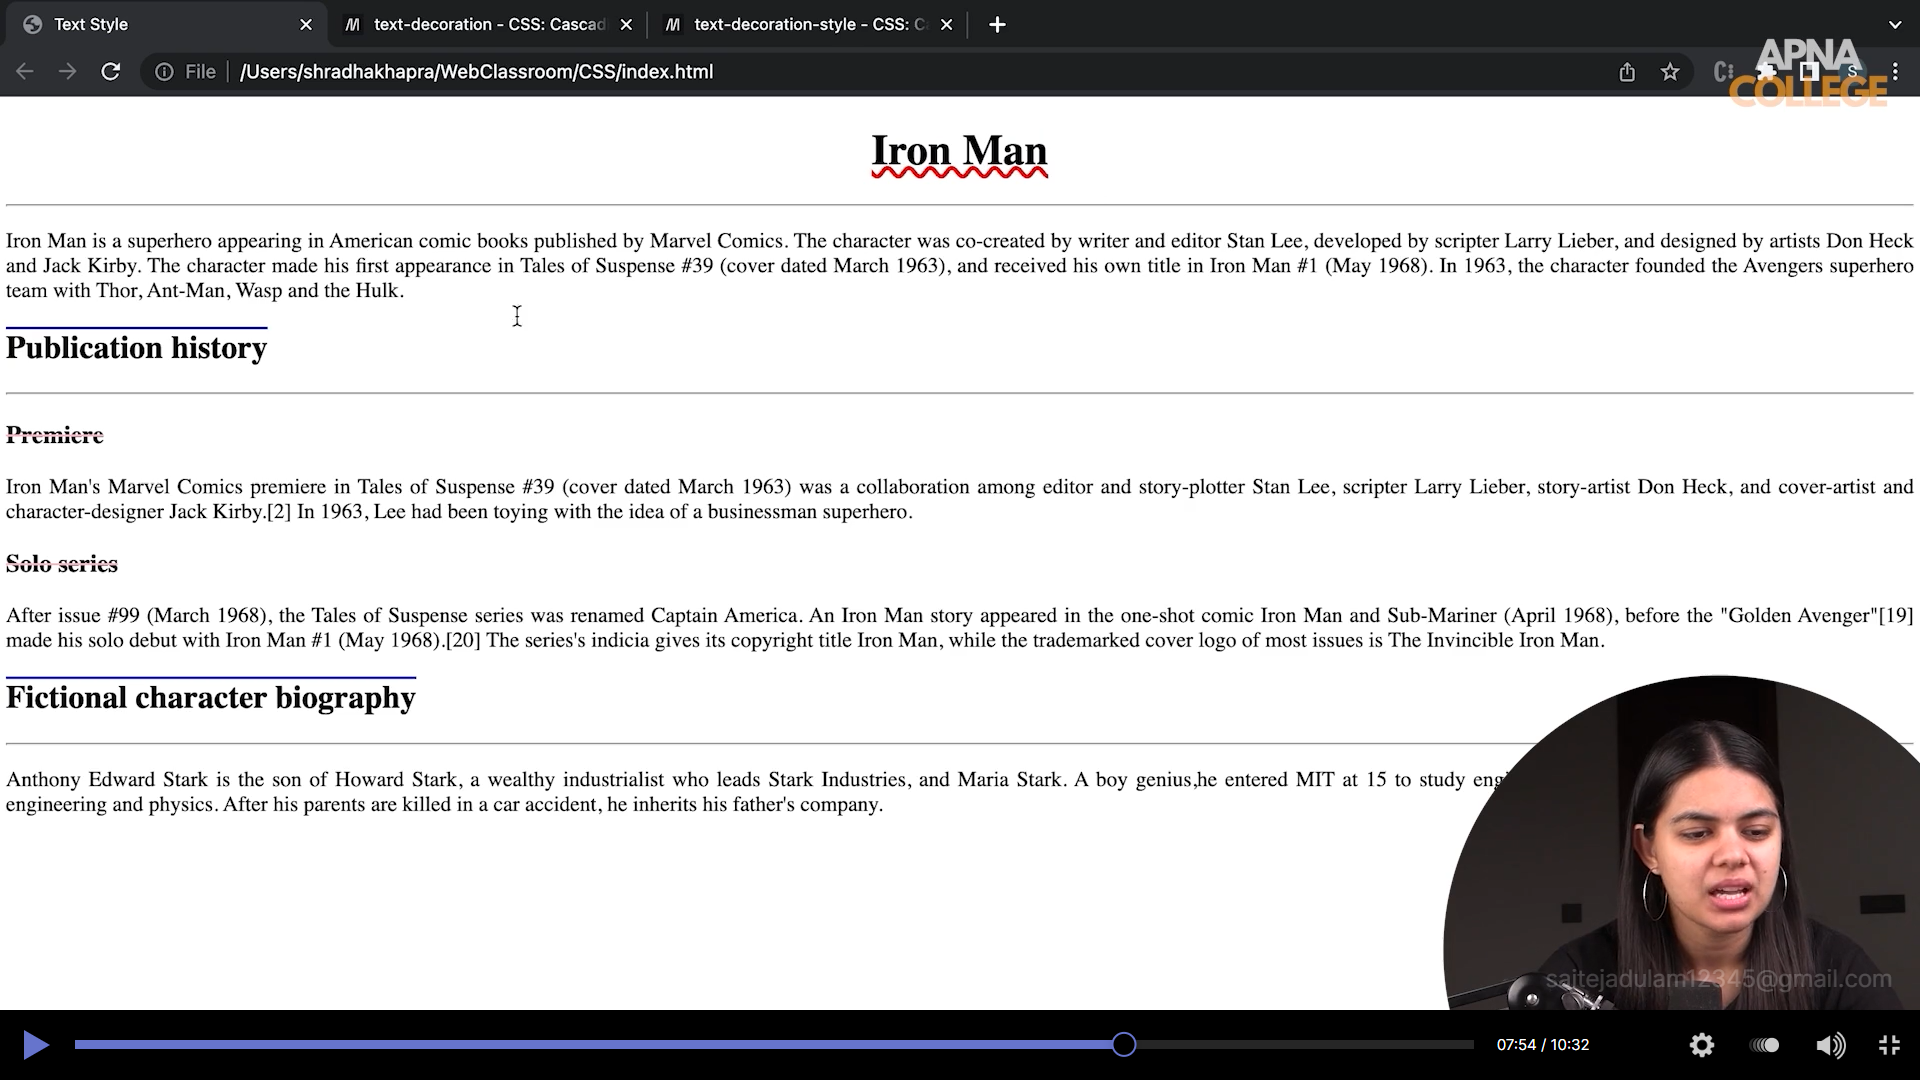 Text Style
text-decoration - CSS: Cascad
text-decoration-style - CSS: C
File
/Users/shradhakhapra/WebClassroom/CSS/index.html
S
APNA
COLLEGE
Iron Man
Iron Man is a superhero appearing in American comic books published by Marvel Comics. The character was co-created by writer and editor Stan Lee, developed by scripter Larry Lieber, and designed by artists Don Heck
and Jack Kirby. The character made his first appearance in Tales of Suspense #39 (cover dated March 1963), and received his own title in Iron Man #1 (May 1968). In 1963, the character founded the Avengers superhero
team with Thor, Ant-Man, Wasp and the Hulk.
Publication history
Premiere
Iron Man's Marvel Comics premiere in Tales of Suspense #39 (cover dated March 1963) was a collaboration among editor and story-plotter Stan Lee, scripter Larry Lieber, story-artist Don Heck, and cover-artist and
character-designer Jack Kirby.[2] In 1963, Lee had been toying with the idea of a businessman superhero.
Solo series
After issue #99 (March 1968), the Tales of Suspense series was renamed Captain America. An Iron Man story appeared in the one-shot comic Iron Man and Sub-Mariner (April 1968), before the "Golden Avenger"[19]
made his solo debut with Iron Man #1 (May 1968).[20] The series's indicia gives its copyright title Iron Man, while the trademarked cover logo of most issues is The Invincible Iron Man.
Fictional character biography
Anthony Edward Stark is the son of Howard Stark, a wealthy industrialist who leads Stark Industries, and Maria Stark. A boy genius,he entered MIT at 15 to study eng
engineering and physics. After his parents are killed in a car accident, he inherits his father's company.
saitejadulam12345@gmail.com
07:54 / 10:32